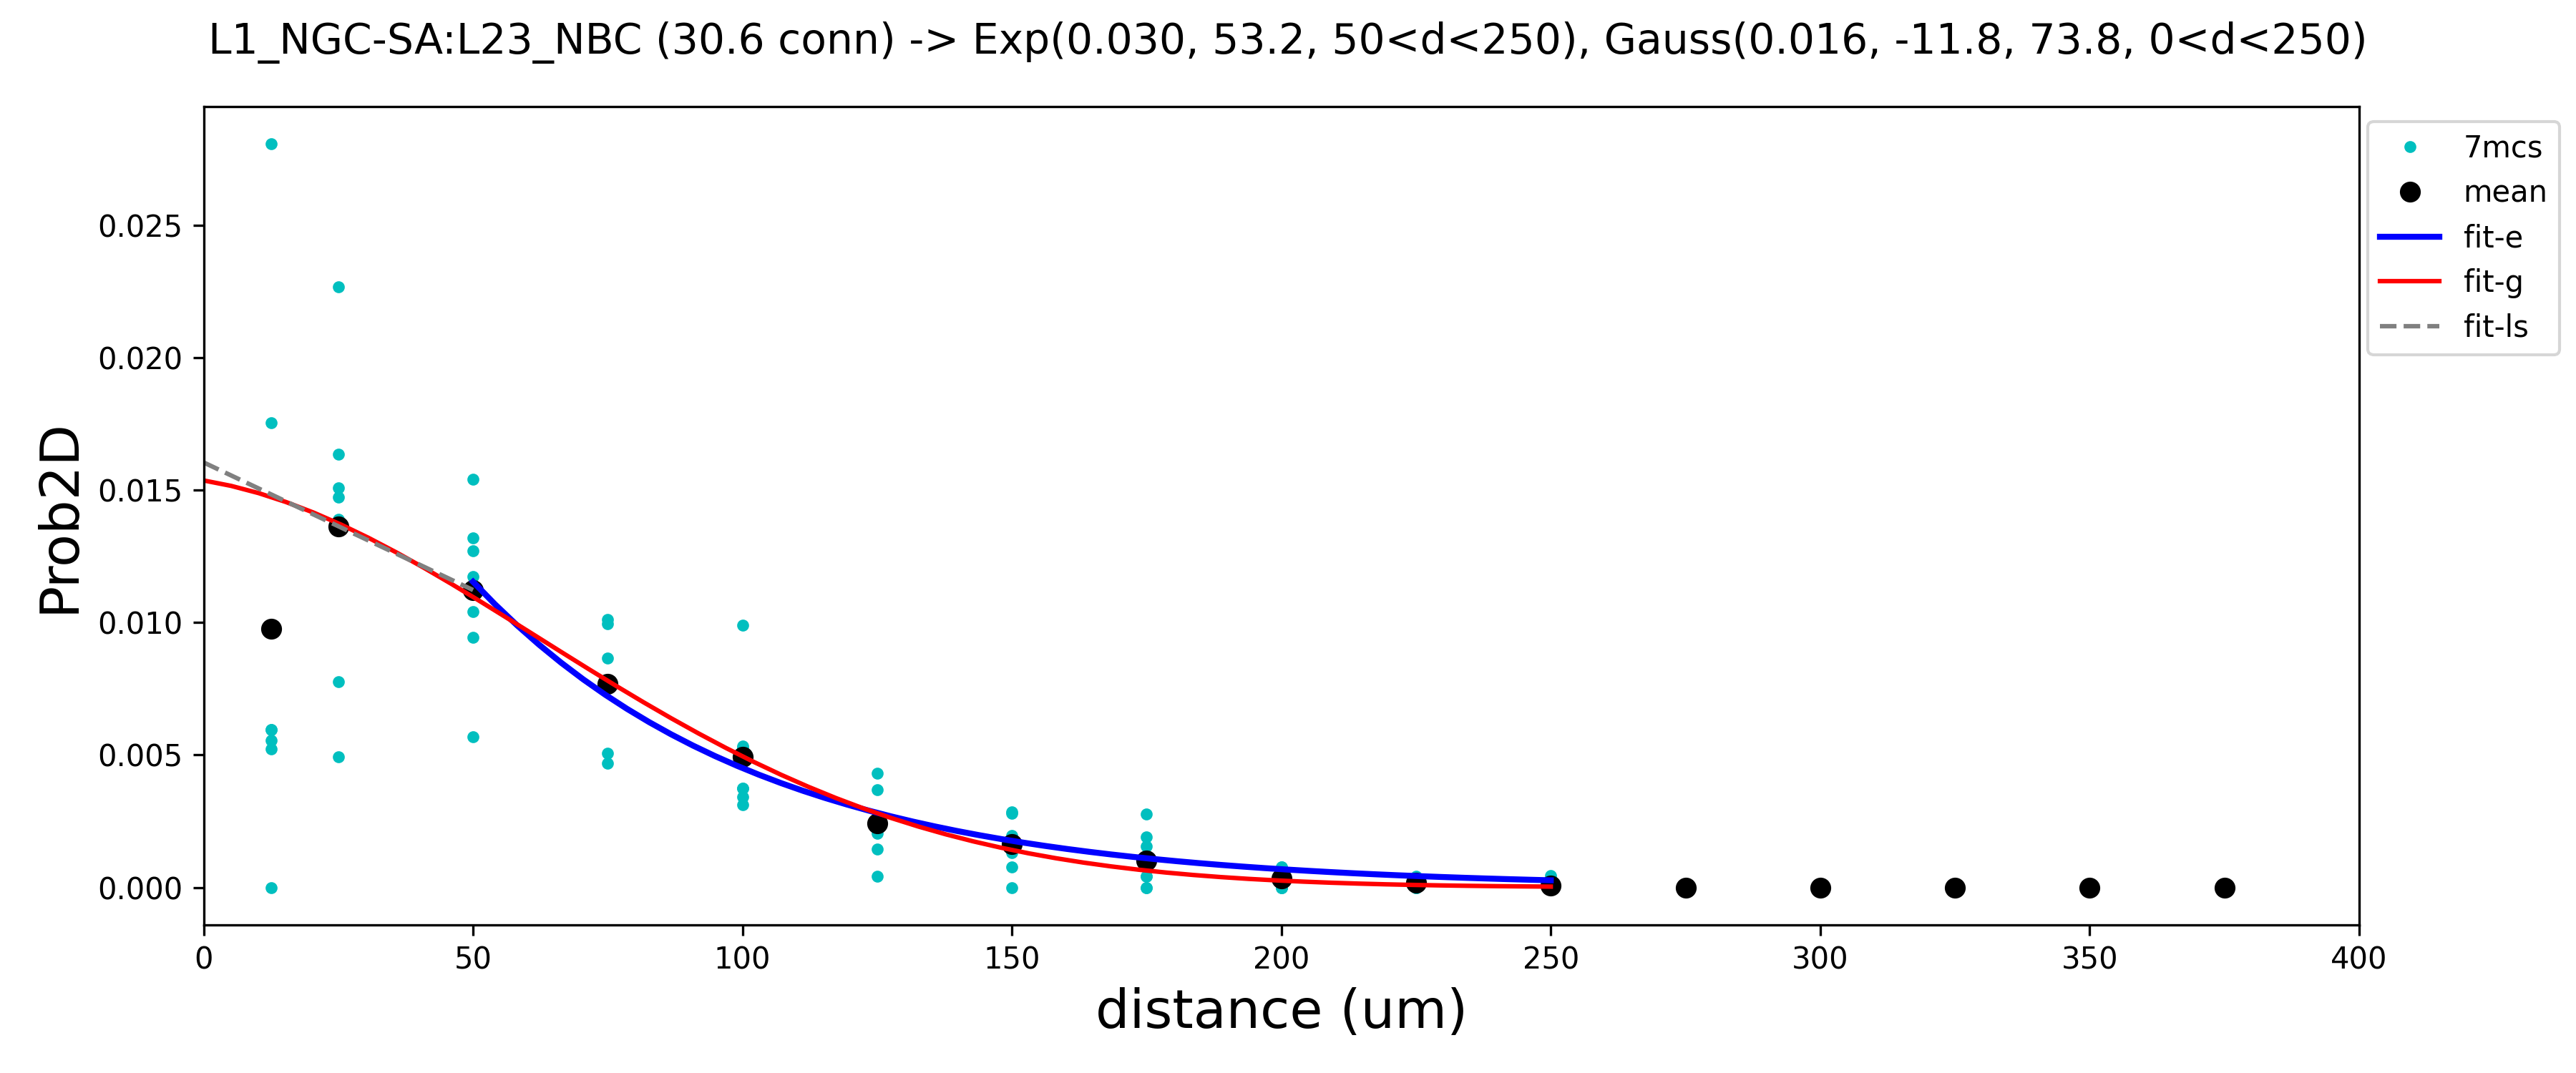 L1_NGC-SA:L23_NBC (30.6 conn) -> Exp(0.030, 53.2, 50<d<250), Gauss(0.016, -11.8, 73.8, 0<d<250)
7mcs
mean
fit-e
fit-g
fit-ls
Prob2D
0.025
0.020
0.015
0.010
0.005
0.000
0 50 100 150 200 250 300 350 400
distance (um)